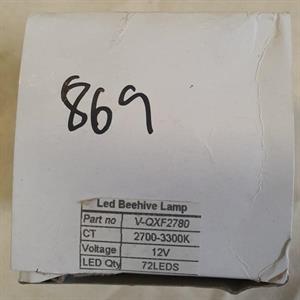 869
Led Beehive Lamp
Part no V-QXF2780
CT 2700-3300K
Voltage 12V
LED Qty 72LEDS